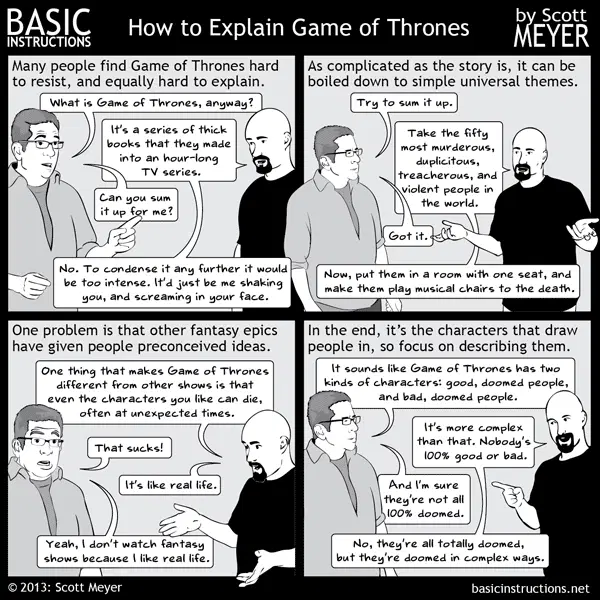 BASIC
INSTRUCTIONS
How to Explain Game of Thrones
by Scott
MEYER
Many people find Game of Thrones hard
to resist, and equally hard to explain.
What is Game of Thrones, anyway?
It's a series of thick
books that they made
into an hour-long
TV series.
Can you sum
it up for me?
No. To condense it any further it would
be too intense. It'd just be me shaking
you, and screaming in your face.
As complicated as the story is, it can be
boiled down to simple universal themes.
Try to sum it up.
Take the fifty
most murderous,
duplicitous,
treacherous, and
violent people in
the world.
Got it.
Now, put them in a room with one seat, and
make them play musical chairs to the death.
One problem is that other fantasy epics
have given people preconceived ideas.
One thing that makes Game of Thrones
different from other shows is that
even the characters you like can die,
often at unexpected times.
That sucks!
It's like real life.
Yeah, I don't watch fantasy
shows because I like real life.
In the end, it's the characters that draw
people in, so focus on describing them.
It sounds like Game of Thrones has two
kinds of characters: good, doomed people,
and bad, doomed people.
It's more complex
than that. Nobody's
100% good or bad.
And I'm sure
they're not all
100% doomed.
No, they're all totally doomed,
but they're doomed in complex ways.
© 2013: Scott Meyer
basicinstructions.net